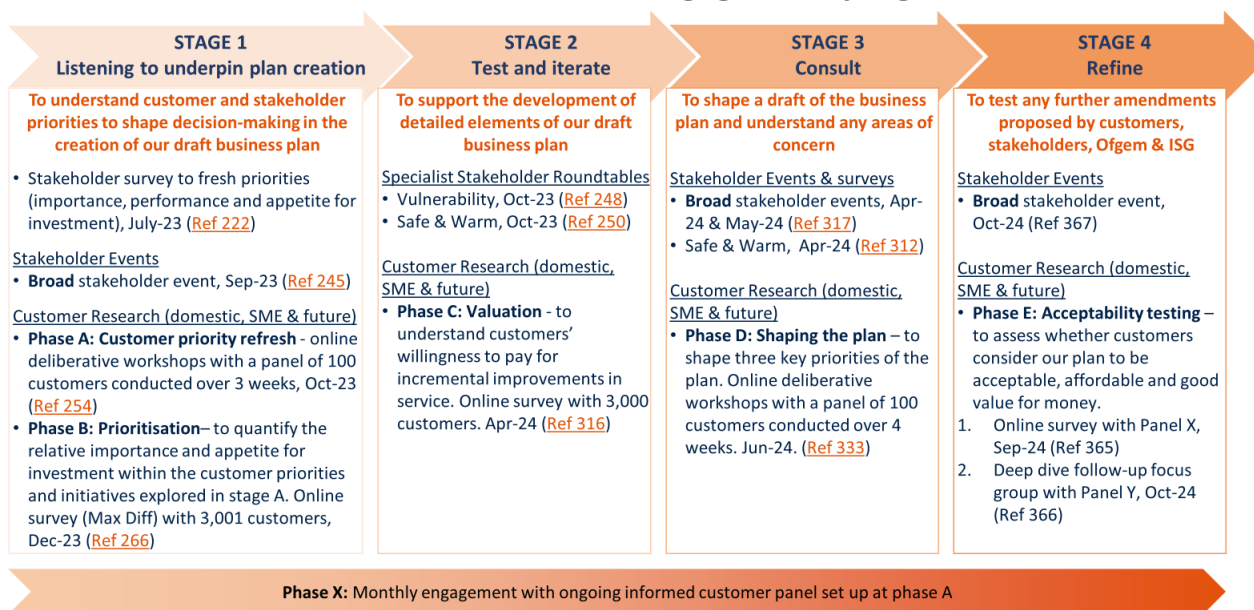 STAGE 1
Listening to underpin plan creation
To understand customer and stakeholder
priorities to shape decision-making in the
creation of our draft business plan
• Stakeholder survey to fresh priorities
(importance, performance and appetite for
investment), July-23 (Ref 222)
Stakeholder Events
• Broad stakeholder event, Sep-23 (Ref 245)
Customer Research (domestic, SME & future)
• Phase A: Customer priority refresh - online
deliberative workshops with a panel of 100
customers conducted over 3 weeks, Oct-23
(Ref 254)
• Phase B: Prioritisation– to quantify the
relative importance and appetite for
investment within the customer priorities
and initiatives explored in stage A. Online
survey (Max Diff) with 3,001 customers,
Dec-23 (Ref 266)
STAGE 2
Test and iterate
To support the development of
detailed elements of our draft
business plan
Specialist Stakeholder Roundtables
• Vulnerability, Oct-23 (Ref 248)
• Safe & Warm, Oct-23 (Ref 250)
Customer Research (domestic,
SME & future)
• Phase C: Valuation - to
understand customers’
willingness to pay for
incremental improvements in
service. Online survey with 3,000
customers. Apr-24 (Ref 316)
STAGE 3
Consult
To shape a draft of the business
plan and understand any areas of
concern
Stakeholder Events & surveys
• Broad stakeholder events, Apr-
24 & May-24 (Ref 317)
• Safe & Warm, Apr-24 (Ref 312)
Customer Research (domestic,
SME & future)
• Phase D: Shaping the plan – to
shape three key priorities of the
plan. Online deliberative
workshops with a panel of 100
customers conducted over 4
weeks. Jun-24. (Ref 333)
STAGE 4
Refine
To test any further amendments
proposed by customers,
stakeholders, Ofgem & ISG
Stakeholder Events
• Broad stakeholder event,
Oct-24 (Ref 367)
Customer Research (domestic,
SME & future)
• Phase E: Acceptability testing –
to assess whether customers
consider our plan to be
acceptable, affordable and good
value for money.
1. Online survey with Panel X,
Sep-24 (Ref 365)
2. Deep dive follow-up focus
group with Panel Y, Oct-24
(Ref 366)
Phase X: Monthly engagement with ongoing informed customer panel set up at phase A